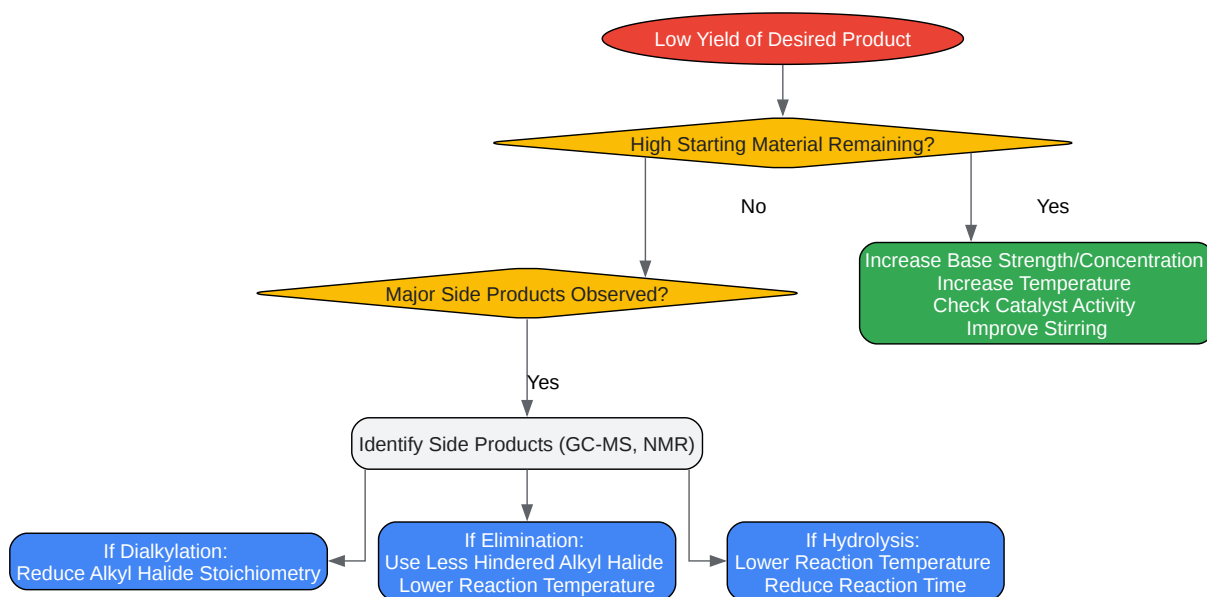 Low Yield of Desired Product
High Starting Material Remaining?
No
Yes
Increase Base Strength/Concentration
Increase Temperature
Check Catalyst Activity
Improve Stirring
Major Side Products Observed?
Yes
Identify Side Products (GC-MS, NMR)
If Dialkylation:
Reduce Alkyl Halide Stoichiometry
If Elimination:
Use Less Hindered Alkyl Halide
Lower Reaction Temperature
If Hydrolysis:
Lower Reaction Temperature
Reduce Reaction Time